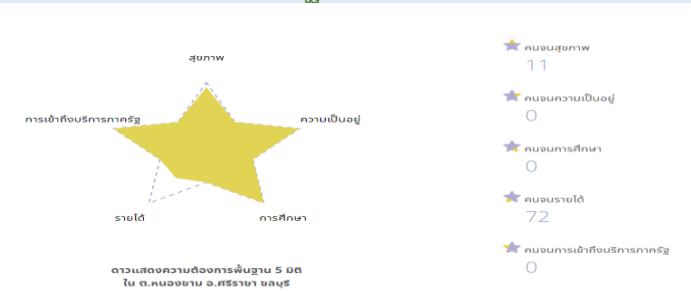 สุขภาพ
การเข้าถึงบริการภาครัฐ
ความเป็นอยู่
รายได้
การศึกษา
ดาวแสดงความต้องการพื้นฐาน 5 มิติ
ใน ต.หนองขาม อ.ศรีราชา ชลบุรี
คนจนสุขภาพ
11
คนจนความเป็นอยู่
0
คนจนการศึกษา
0
คนจนรายได้
72
คนจนการเข้าถึงบริการภาครัฐ
0